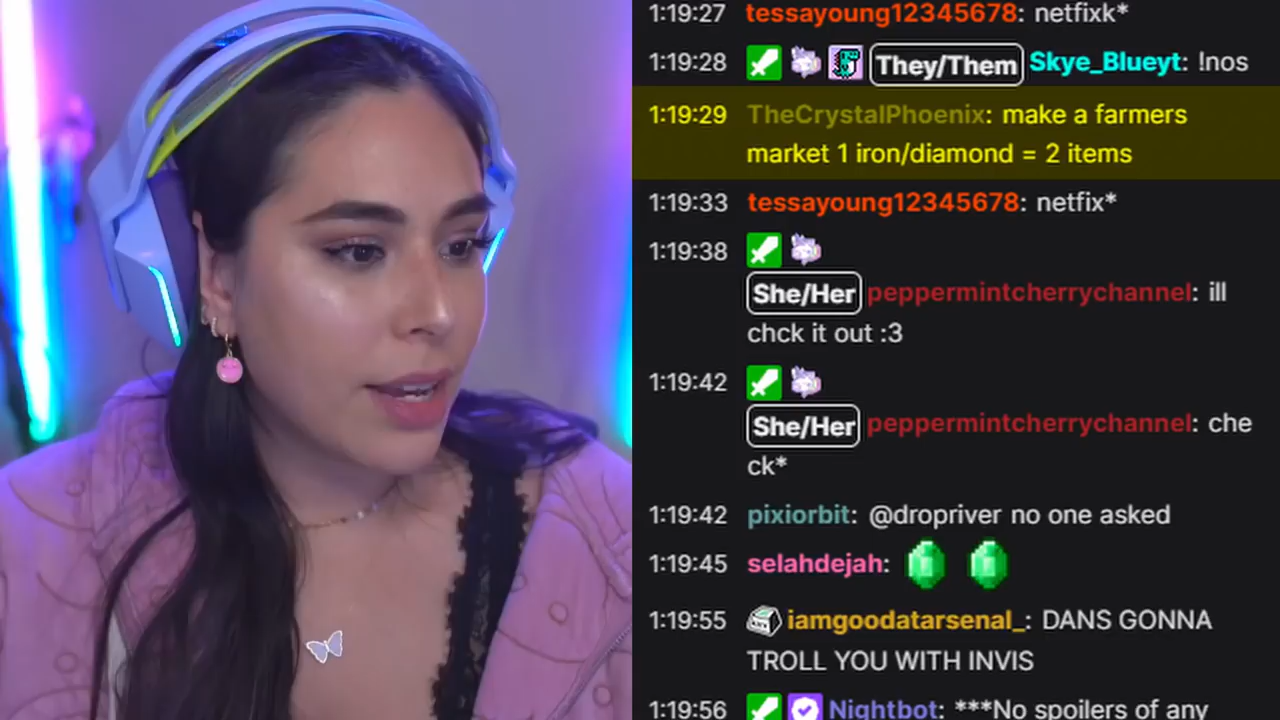 1:19:27 tessayoung12345678: netfixk*
1:19:28 They/Them Skye_Blueyt: !nos
1:19:29 TheCrystalPhoenix: make a farmers
market 1 iron/diamond = 2 items
1:19:33 tessayoung12345678: netfix*
1:19:38
She/Her peppermintcherrychannel: ill
chck it out :3
1:19:42
She/Her peppermintcherrychannel: che
ck*
1:19:42 pixiorbit: @dropriver no one asked
1:19:45 selahdejah:
1:19:55 iamgoodatarsenal_: DANS GONNA
TROLL YOU WITH INVIS
1:19:56 Nightbot: ***No spoilers of any